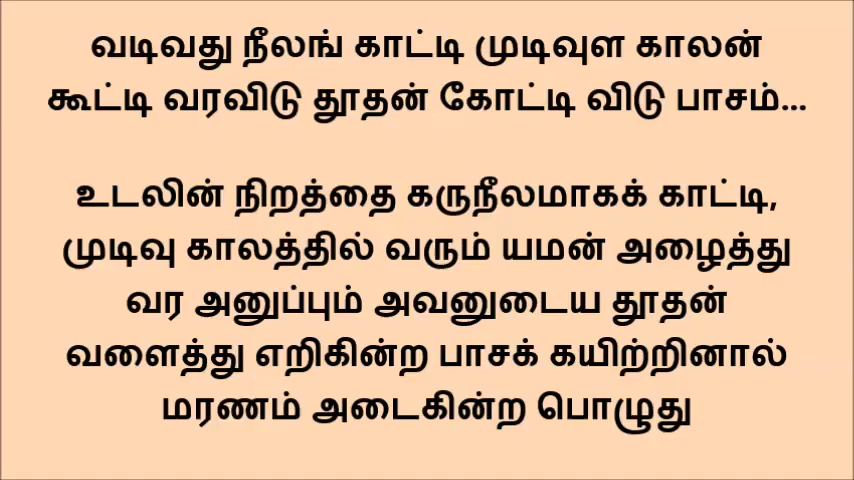 வடிவது நீலங் காட்டி முடிவுள காலன்
கூட்டி வரவிடு தூதன் கோட்டி விடு பாசம்...
உடலின் நிறத்தை கருநீலமாகக் காட்டி,
முடிவு காலத்தில் வரும் யமன் அழைத்து
வர அனுப்பும் அவனுடைய தூதன்
வளைத்து எறிகின்ற பாசக் கயிற்றினால்
மரணம் அடைகின்ற பொழுது